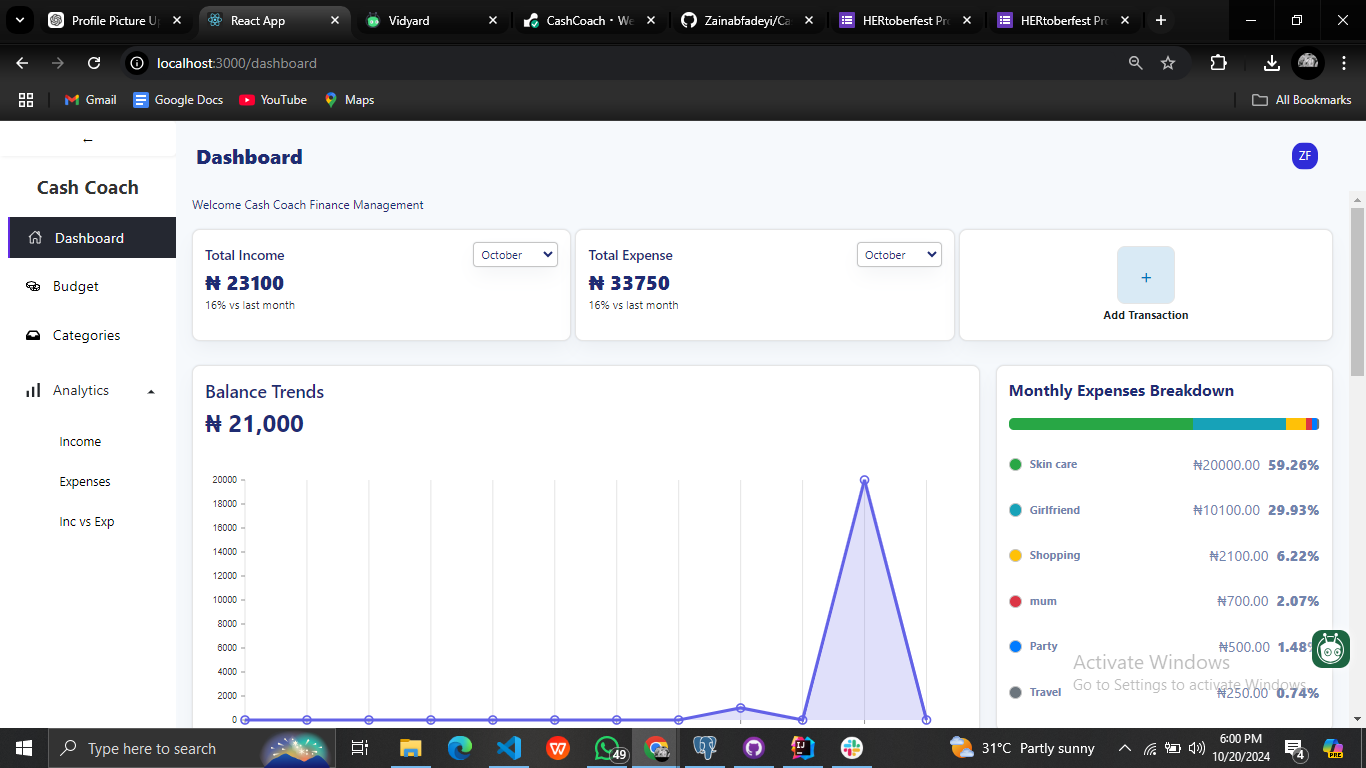 Profile Picture U
React App
Vidyard
CashCoach · We
Zainabfadeyi/Ca
HERtoberfest Pr
HERtoberfest Pr
localhost:3000/dashboard
Gmail
Google Docs
YouTube
Maps
All Bookmarks
←
Cash Coach
Dashboard
Budget
Categories
Analytics
Income
Expenses
Inc vs Exp
Dashboard
ZF
Welcome Cash Coach Finance Management
Total Income
October
₦ 23100
16% vs last month
Total Expense
October
₦ 33750
16% vs last month
+
Add Transaction
Balance Trends
₦ 21,000
20000
18000
16000
14000
12000
10000
8000
6000
4000
2000
0
Monthly Expenses Breakdown
Skin care ₦20000.00 59.26%
Girlfriend ₦10100.00 29.93%
Shopping ₦2100.00 6.22%
mum ₦700.00 2.07%
Party ₦500.00 1.48%
Travel ₦250.00 0.74%
Activate Windows
Go to Settings to activate Windows.
Type here to search
49
31°C Partly sunny
6:00 PM
10/20/2024
4
PRE